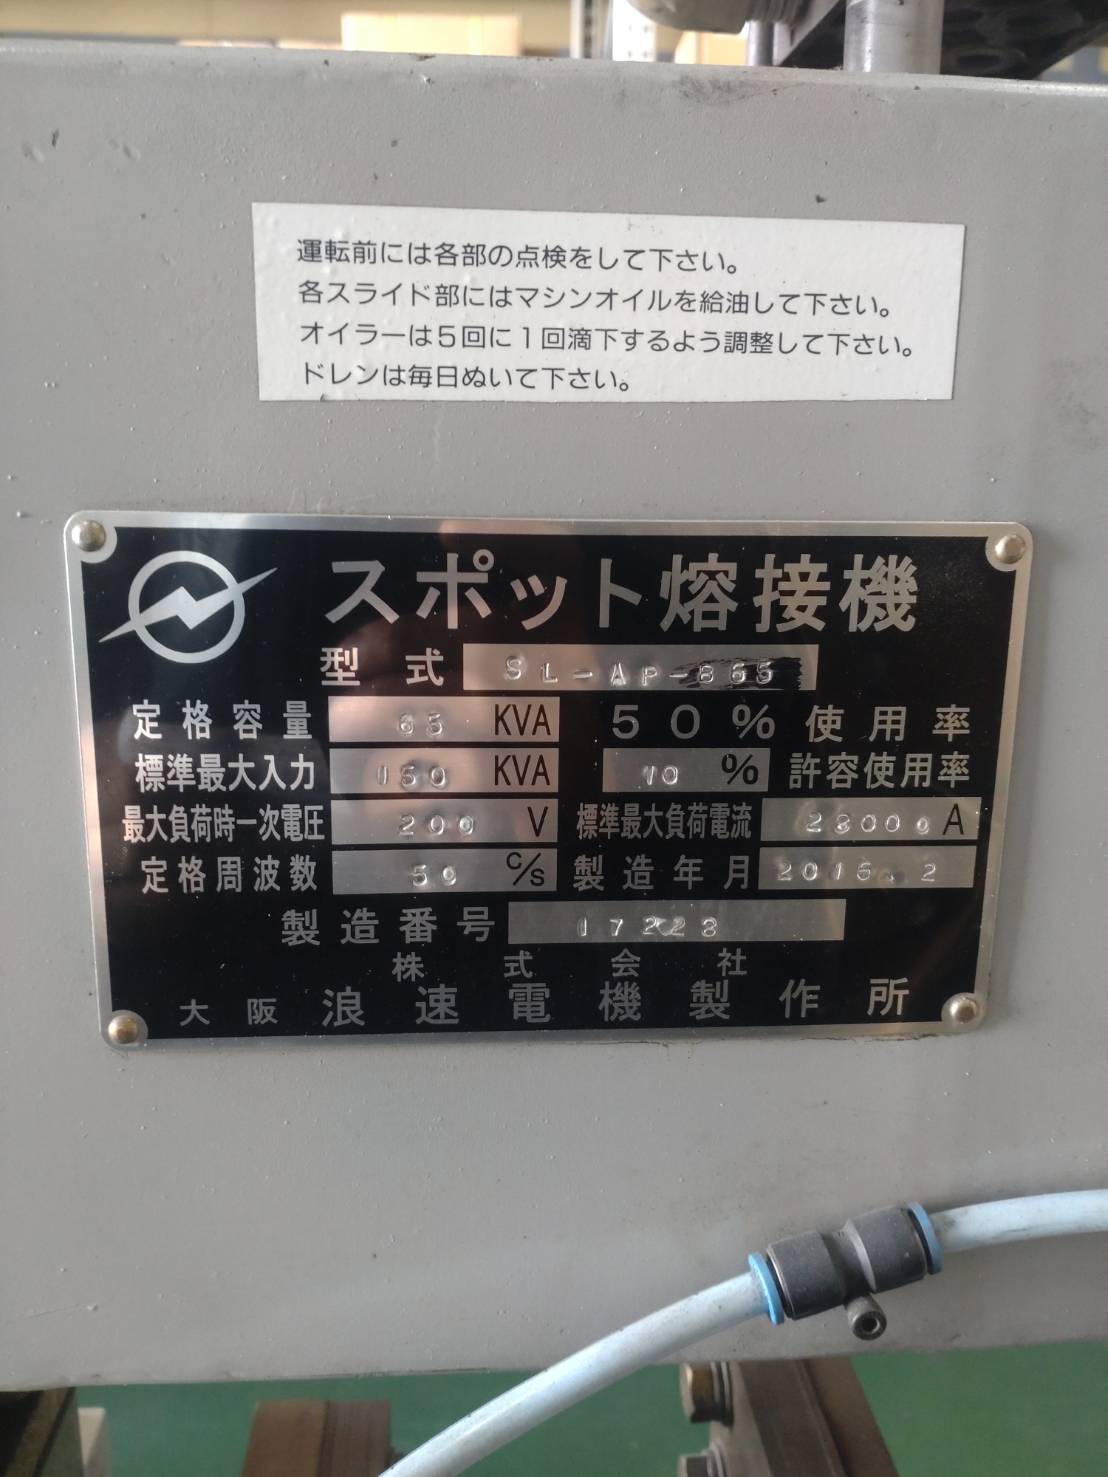 運転前には各部の点検をして下さい。
各スライド部にはマシンオイルを給油して下さい。
オイラーは5回に1回滴下するよう調整して下さい。
ドレンは毎日ぬいて下さい。
スポット熔接機
型式 SL-AP-865
定格容量 65 KVA 50% 使用率
標準最大入力 150 KVA 10 % 許容使用率
最大負荷時一次電圧 200 V 標準最大負荷電流 23000 A
定格周波数 50 C/S 製造年月 2015.2
製造番号 17223
株式会社
大阪 浪速電機製作所